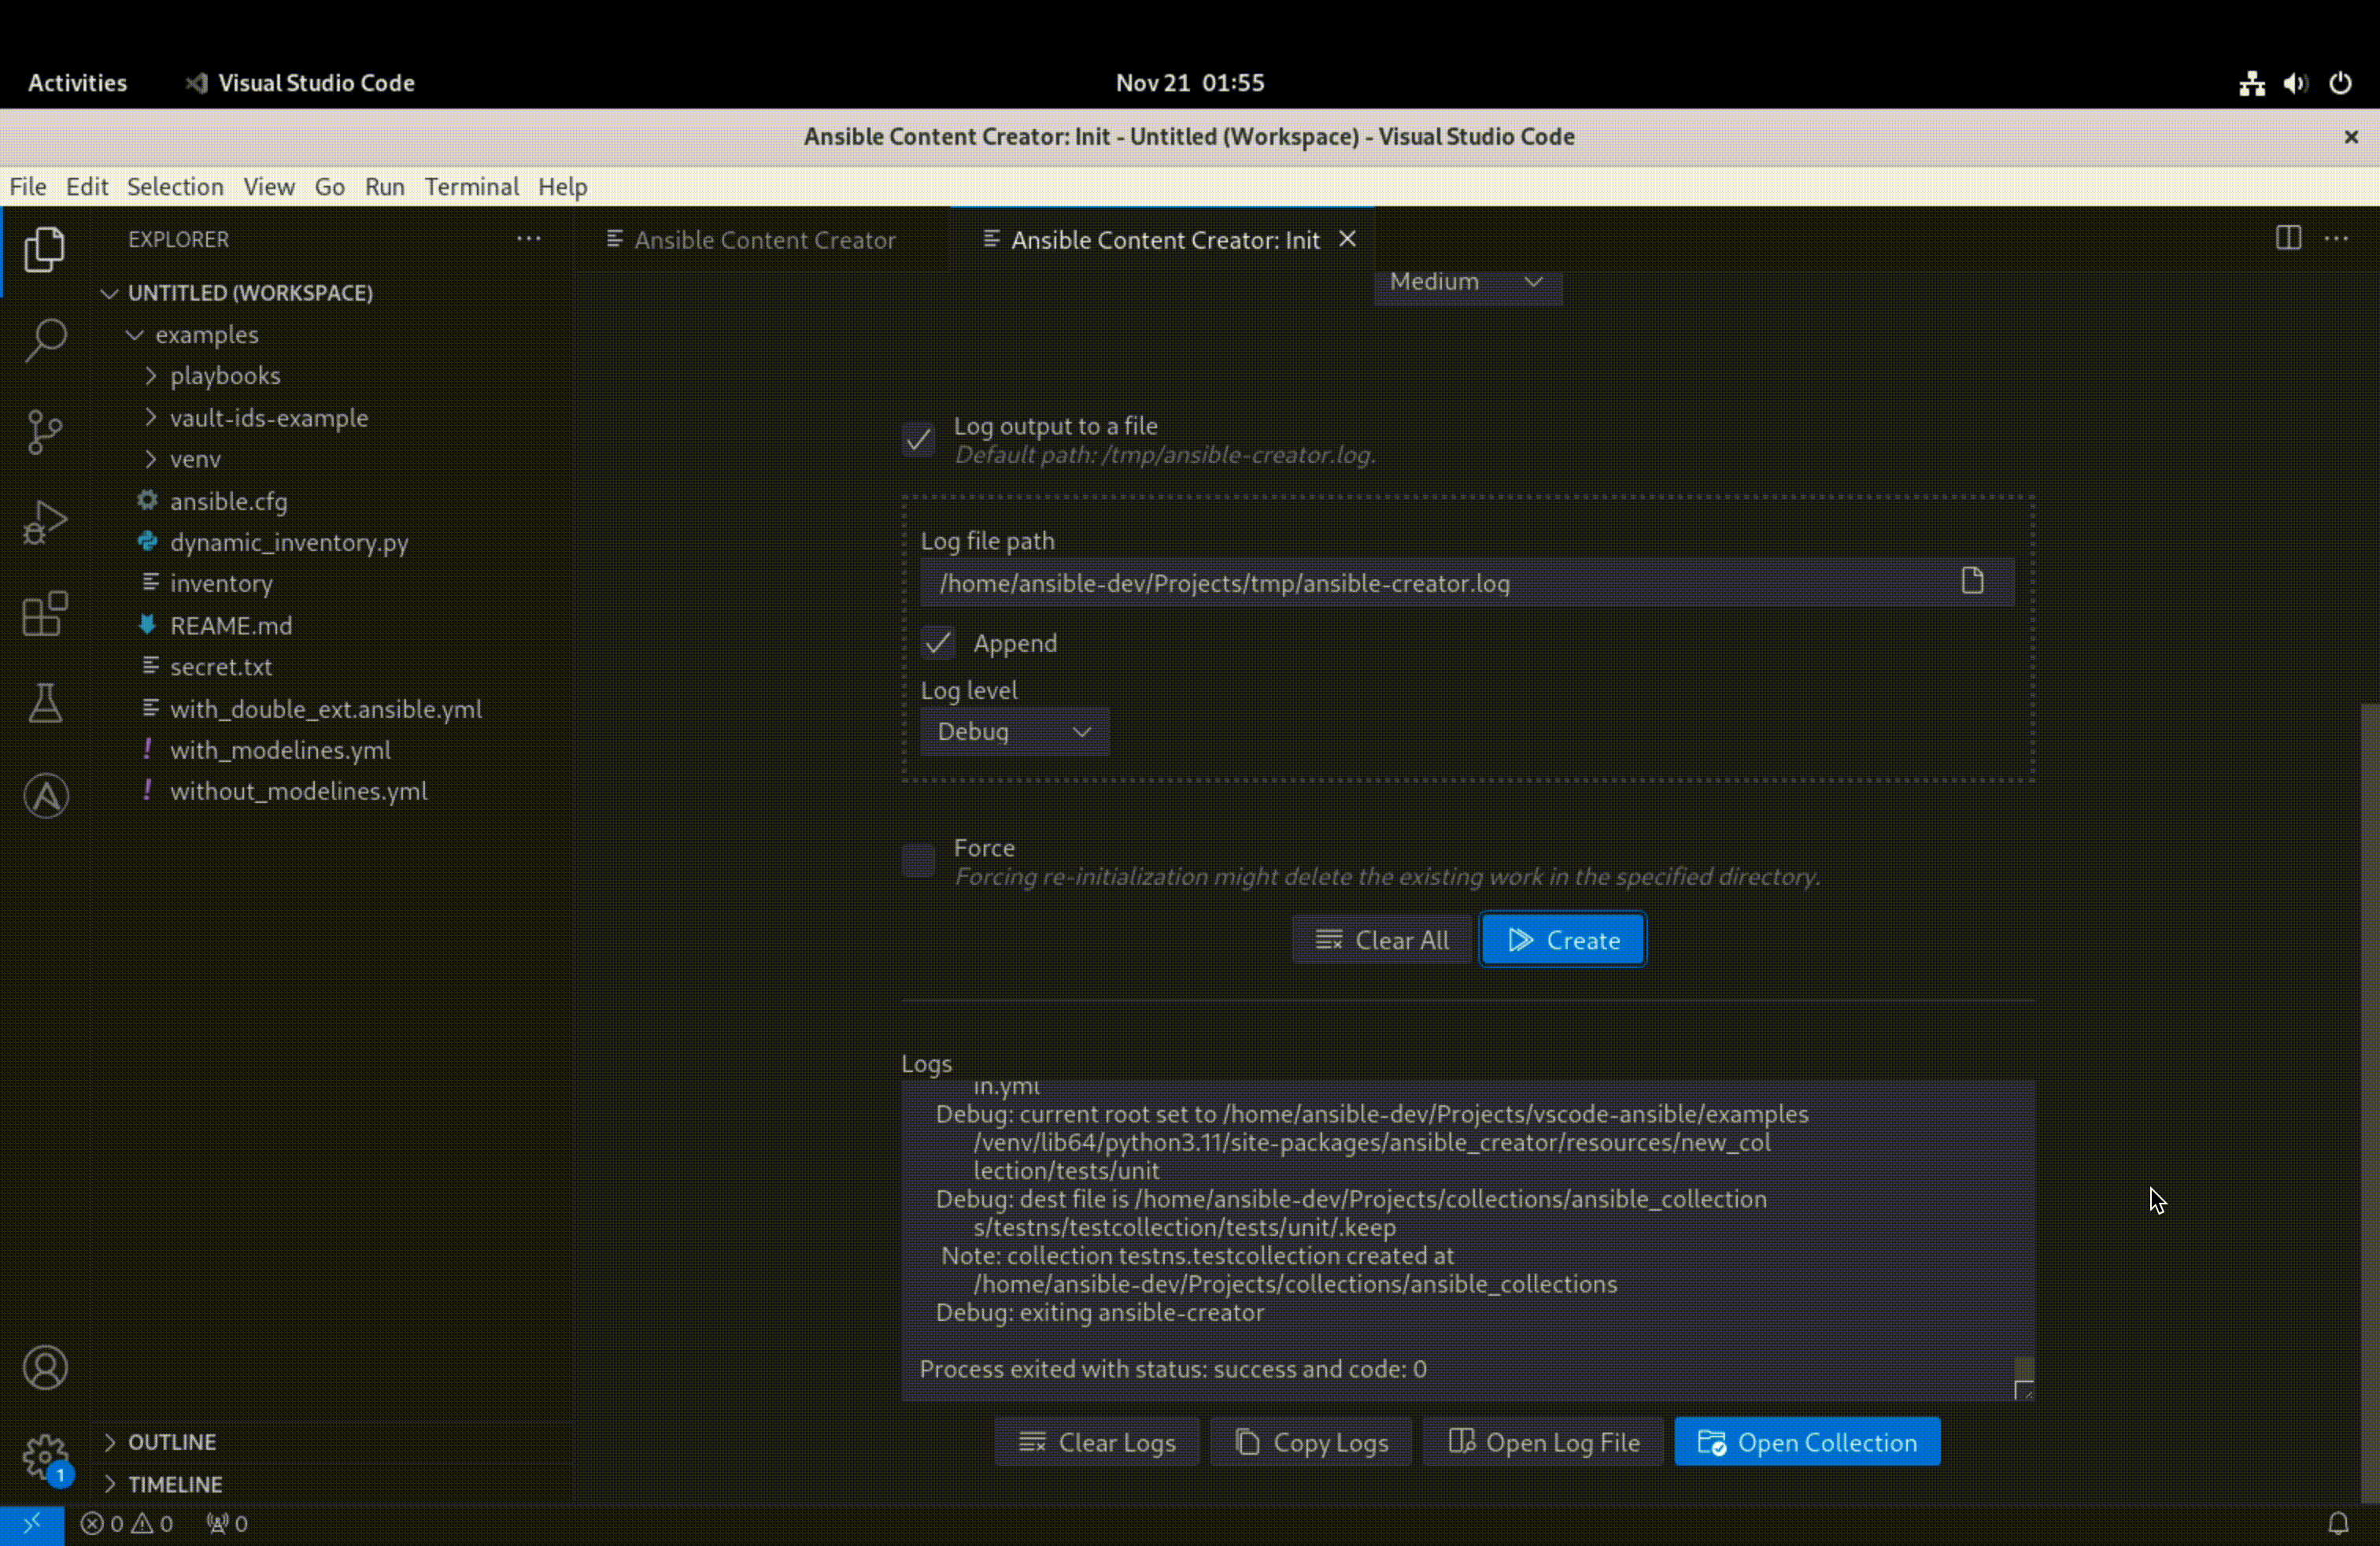 Activities
Visual Studio Code
Nov 21 01:55
Ansible Content Creator: Init - Untitled (Workspace) - Visual Studio Code
File Edit Selection View Go Run Terminal Help
EXPLORER
UNTITLED (WORKSPACE)
examples
playbooks
vault-ids-example
venv
ansible.cfg
dynamic_inventory.py
inventory
REAME.md
secret.txt
with_double_ext.ansible.yml
with_modelines.yml
without_modelines.yml
OUTLINE
TIMELINE
1
Ansible Content Creator
Ansible Content Creator: Init
Medium
Log output to a file
Default path: /tmp/ansible-creator.log.
Log file path
/home/ansible-dev/Projects/tmp/ansible-creator.log
Append
Log level
Debug
Force
Forcing re-initialization might delete the existing work in the specified directory.
Clear All
Create
Logs
in.yml
Debug: current root set to /home/ansible-dev/Projects/vscode-ansible/examples
/venv/lib64/python3.11/site-packages/ansible_creator/resources/new_col
lection/tests/unit
Debug: dest file is /home/ansible-dev/Projects/collections/ansible_collection
s/testns/testcollection/tests/unit/.keep
Note: collection testns.testcollection created at
/home/ansible-dev/Projects/collections/ansible_collections
Debug: exiting ansible-creator
Process exited with status: success and code: 0
Clear Logs
Copy Logs
Open Log File
Open Collection
0 0 0